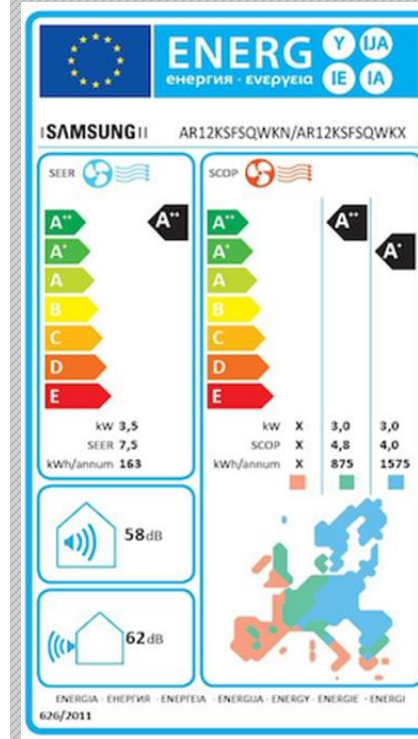 ENERG Y IJA
енергия · ενεργεια IE IA
SAMSUNG AR12KSFSQWKN/AR12KSFSQWKX
SEER SCOP
A++ A++ A++ A++
A+ A+ A+
A A
B B
C C
D D
E E
kW 3,5 kW X 3,0 3,0
SEER 7,5 SCOP X 4,8 4,0
kWh/annum 163 kWh/annum X 875 1575
58dB
62dB
ENERGIA · ЕНЕРГИЯ · ΕΝΕΡΓΕΙΑ · ENERGIJA · ENERGY · ENERGIE · ENERGI
626/2011